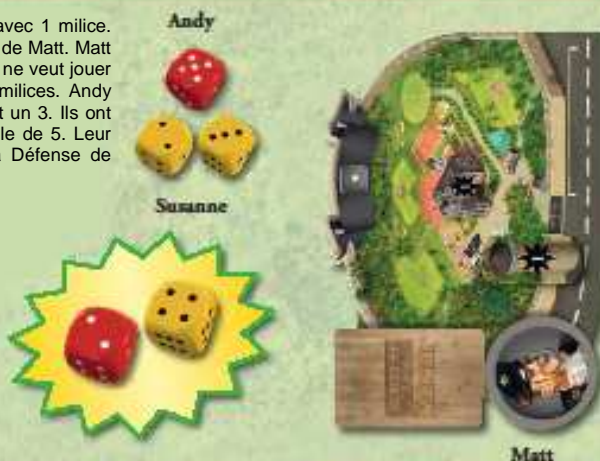 avec 1 milice.
de Matt. Matt
ne veut jouer
milices. Andy
t un 3. Ils ont
le de 5. Leur
Défense de
Andy
Susanne
Matt